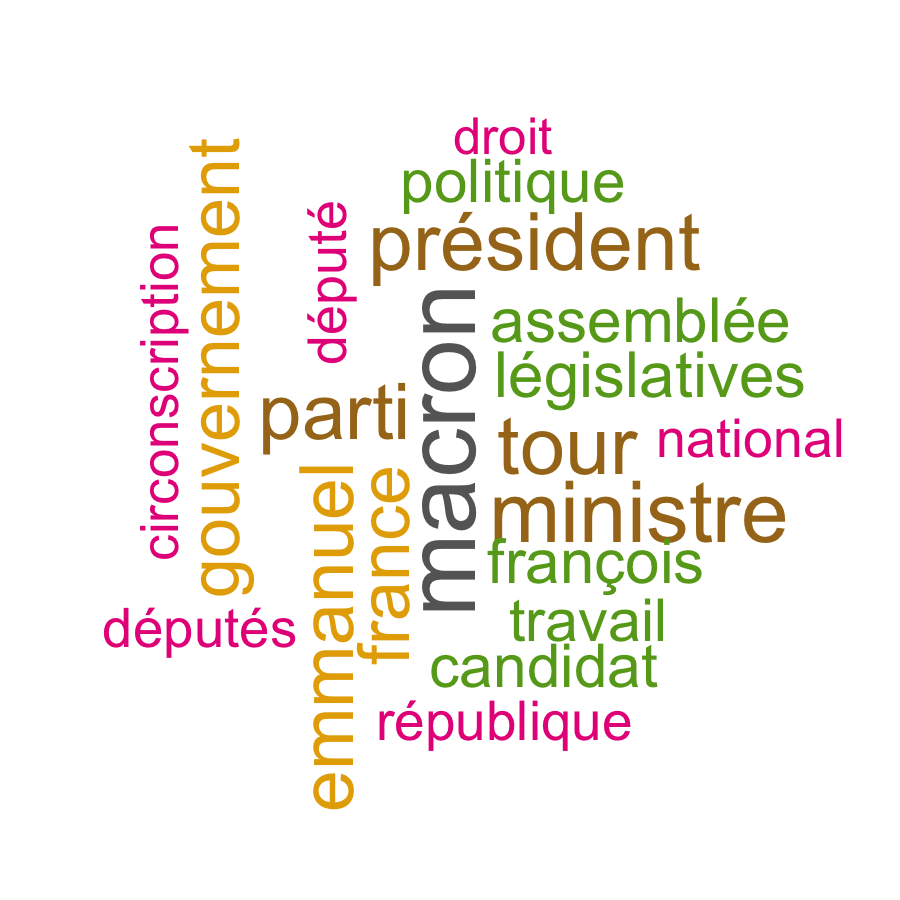 droit
politique
président
gouvernement
député
circonscription
macron
assemblée
législatives
parti
tour
national
emmanuel
france
ministre
françois
députés
travail
candidat
république